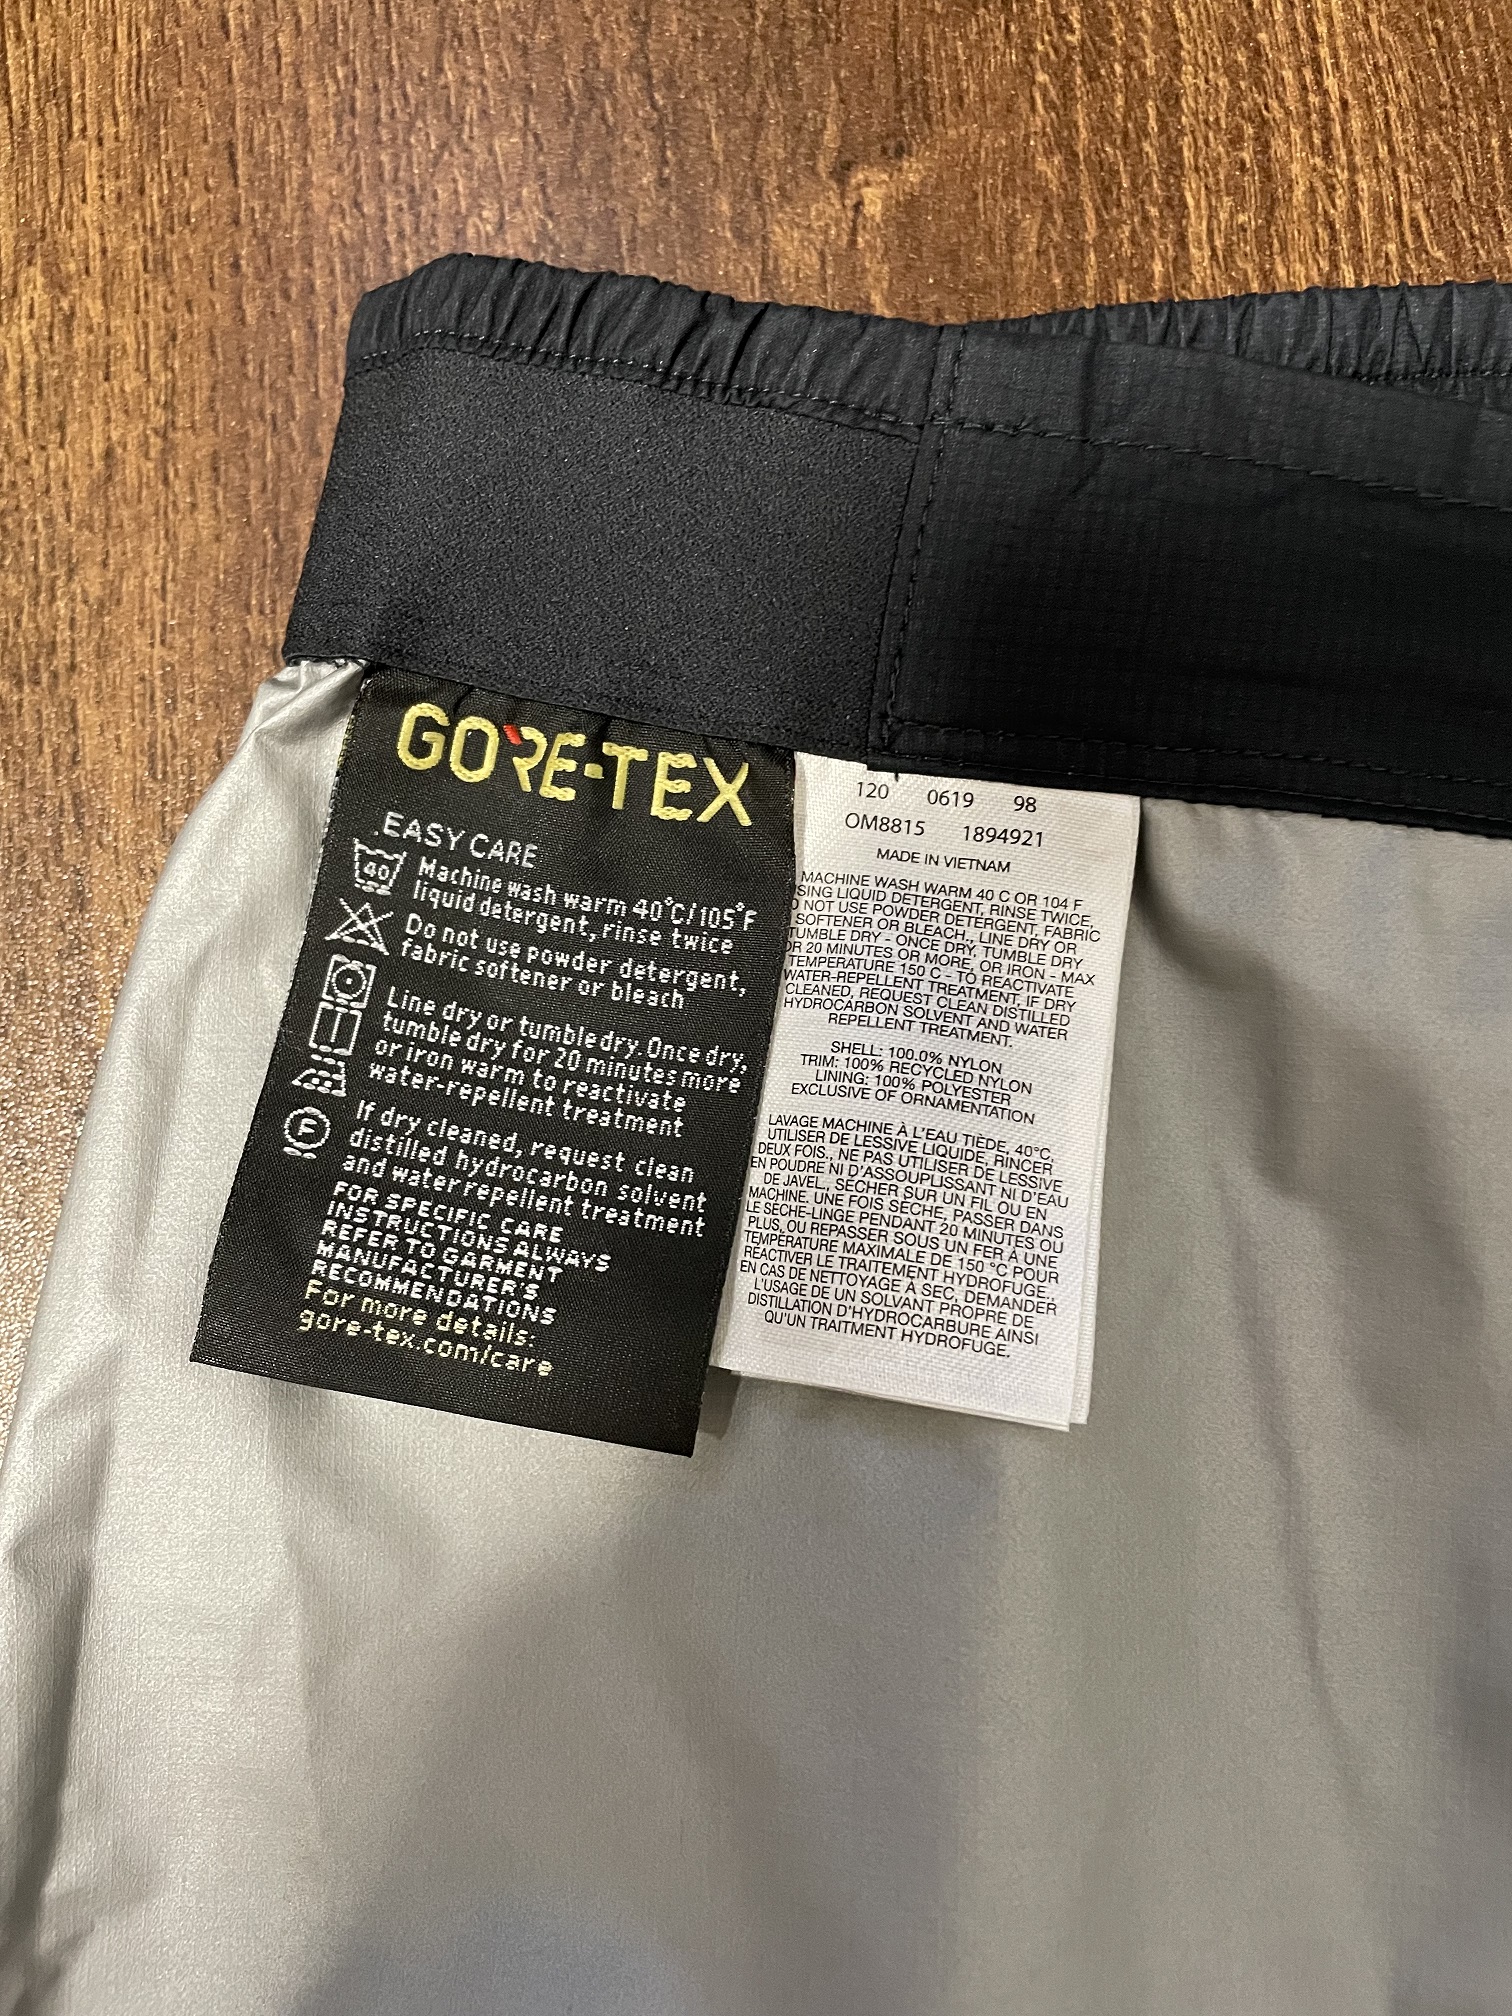 GORE-TEX
EASY CARE
40
Machine wash warm 40°C/105°F
liquid detergent, rinse twice
Do not use powder detergent,
fabric softener or bleach
Line dry or tumble dry. Once dry,
tumble dry for 20 minutes more
or iron warm to reactivate
water-repellent treatment
F
If dry cleaned, request clean
distilled hydrocarbon solvent
and water repellent treatment
FOR SPECIFIC CARE
INSTRUCTIONS ALWAYS
REFER TO GARMENT
MANUFACTURER'S
RECOMMENDATIONS
For more details:
gore-tex.com/care
120 0619 98
OM8815 1894921
MADE IN VIETNAM
MACHINE WASH WARM 40 C OR 104 F
LIQUID DETERGENT, RINSE TWICE,
NOT USE POWDER DETERGENT, FABRIC
SOFTENER OR BLEACH., LINE DRY OR
TUMBLE DRY - ONCE DRY, TUMBLE DRY
20 MINUTES OR MORE, OR IRON - MAX
TEMPERATURE 150 C - TO REACTIVATE
WATER-REPELLENT TREATMENT, IF DRY
CLEANED, REQUEST CLEAN DISTILLED
HYDROCARBON SOLVENT AND WATER
REPELLENT TREATMENT.
SHELL: 100.0% NYLON
TRIM: 100% RECYCLED NYLON
LINING: 100% POLYESTER
EXCLUSIVE OF ORNAMENTATION
LAVAGE MACHINE À L'EAU TIÈDE, 40°C,
UTILISER DE LESSIVE LIQUIDE, RINCER
DEUX FOIS,. NE PAS UTILISER DE LESSIVE
EN POUDRE NI D'ASSOUPLISSANT NI D'EAU
DE JAVEL,. SÉCHER SUR UN FIL OU EN
MACHINE. UNE FOIS SÉCHÉ, PASSER DANS
LE SÈCHE-LINGE PENDANT 20 MINUTES OU
PLUS, OU REPASSER SOUS UN FER À UNE
TEMPÉRATURE MAXIMALE DE 150 °C POUR
RÉACTIVER LE TRAITEMENT HYDROFUGE.,
EN CAS DE NETTOYAGE À SEC, DEMANDER
L'USAGE DE UN SOLVANT PROPRE DE
DISTILLATION D'HYDROCARBURE AINSI
QU'UN TRAITMENT HYDROFUGE.